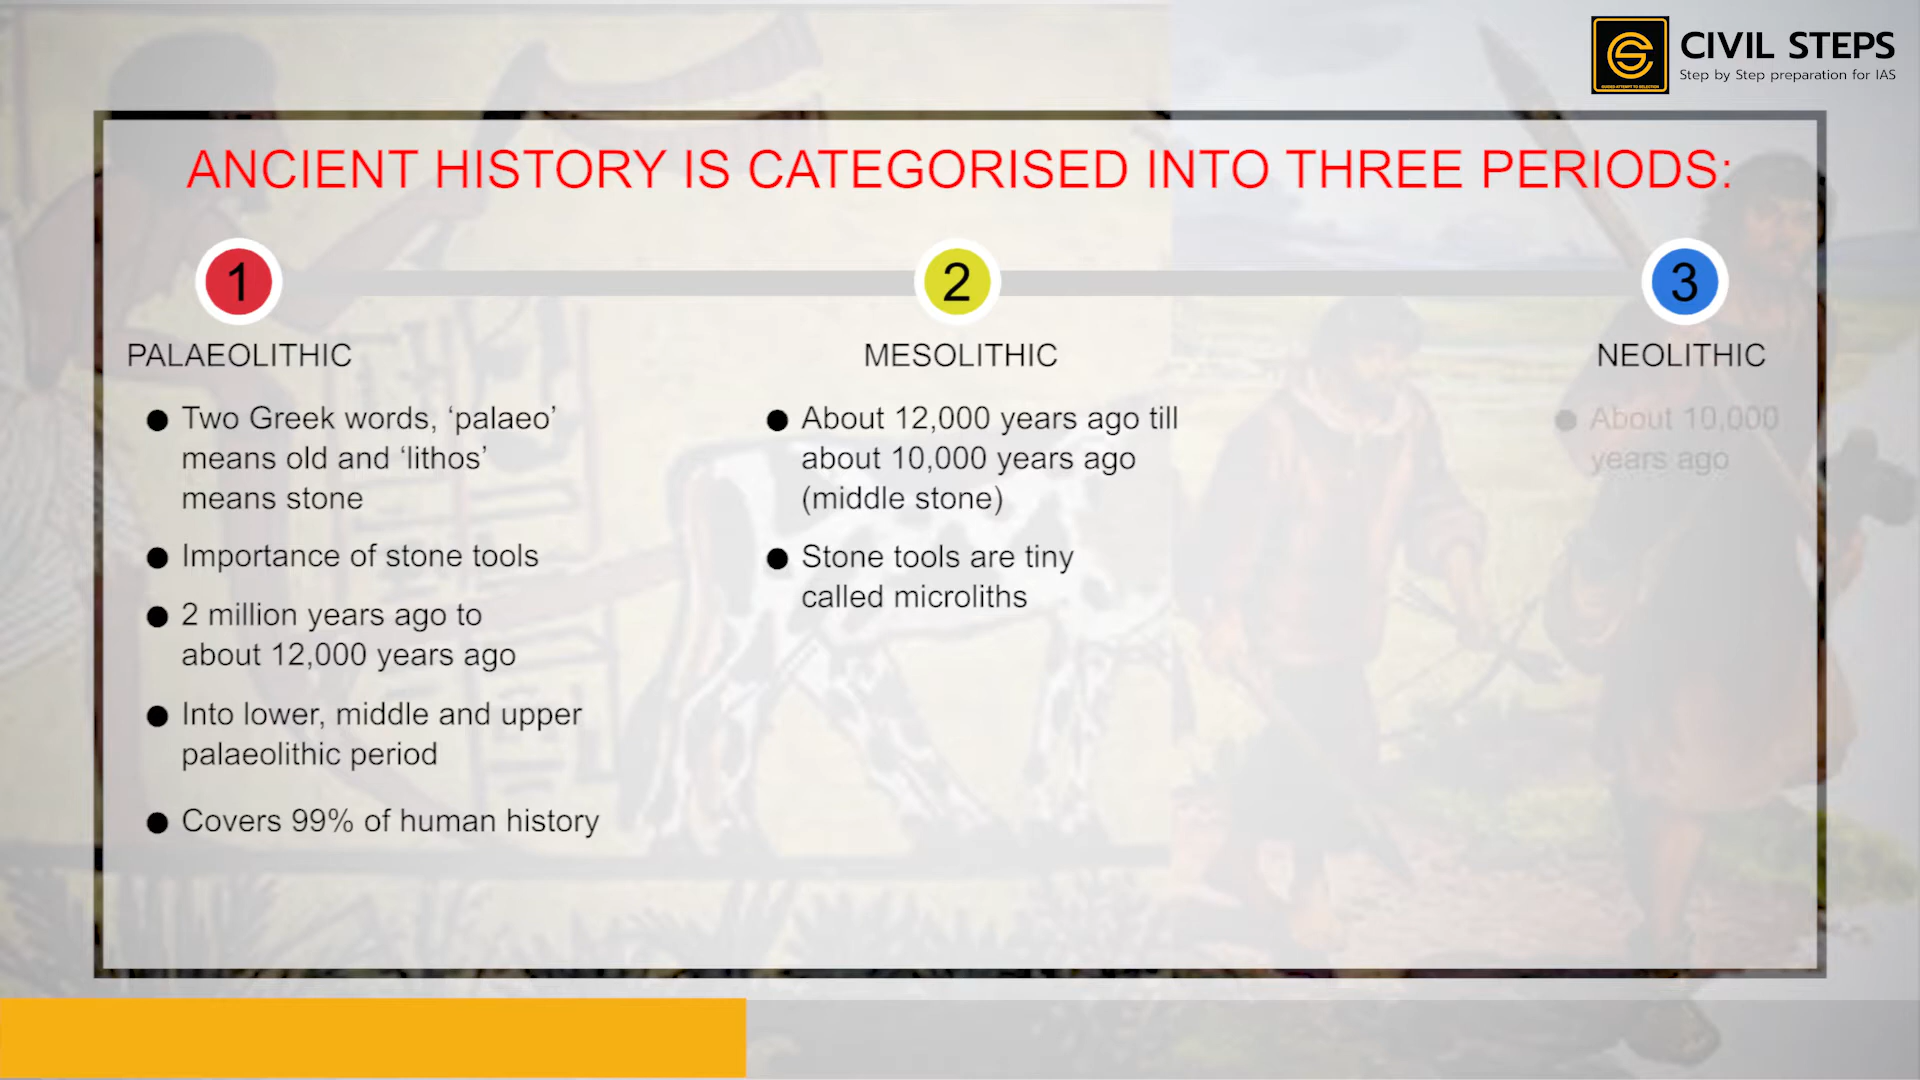 CIVIL STEPS
Step by Step preparation for IAS
ANCIENT HISTORY IS CATEGORISED INTO THREE PERIODS:
1
2
3
PALAEOLITHIC
MESOLITHIC
NEOLITHIC
● Two Greek words, ‘palaeo’
means old and ‘lithos’
means stone
● Importance of stone tools
● 2 million years ago to
about 12,000 years ago
● Into lower, middle and upper
palaeolithic period
● Covers 99% of human history
● About 12,000 years ago till
about 10,000 years ago
(middle stone)
● Stone tools are tiny
called microliths
● About 10,000
years ago